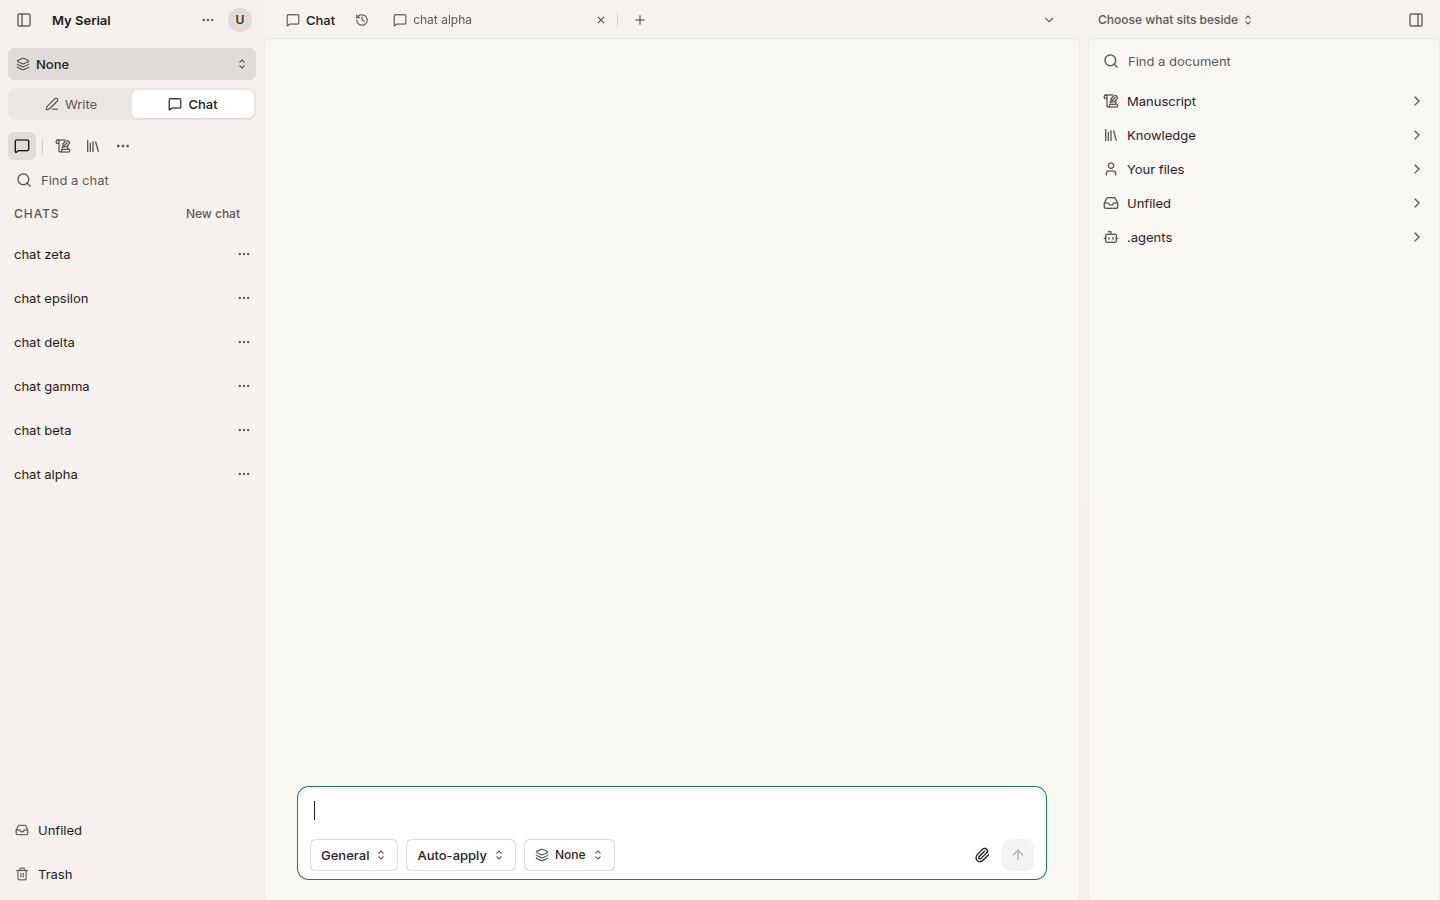 My Serial
U
None
Write
Chat
Find a chat
CHATS
New chat
chat zeta
chat epsilon
chat delta
chat gamma
chat beta
chat alpha
Unfiled
Trash
Chat
chat alpha
General
Auto-apply
None
Choose what sits beside
Find a document
Manuscript
Knowledge
Your files
Unfiled
.agents